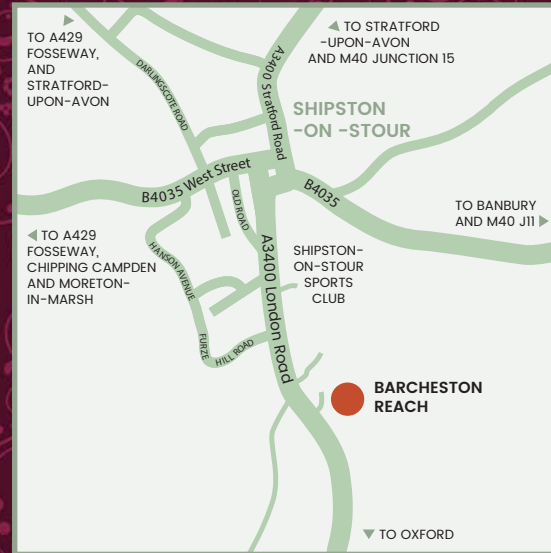 TO A429
FOSSEWAY,
AND
STRATFORD-
UPON-AVON
TO STRATFORD
-UPON-AVON
AND M40 JUNCTION 15
DARLINGSCOTE ROAD
A3400 Stratford Road
SHIPSTON
-ON -STOUR
B4035 West Street
OLD ROAD
B4035
TO BANBURY
AND M40 J11
TO A429
FOSSEWAY,
CHIPPING CAMPDEN
AND MORETON-
IN-MARSH
HANSON AVENUE
A3400 London Road
SHIPSTON-
ON-STOUR
SPORTS
CLUB
FURZE
HILL ROAD
BARCHESTON
REACH
TO OXFORD